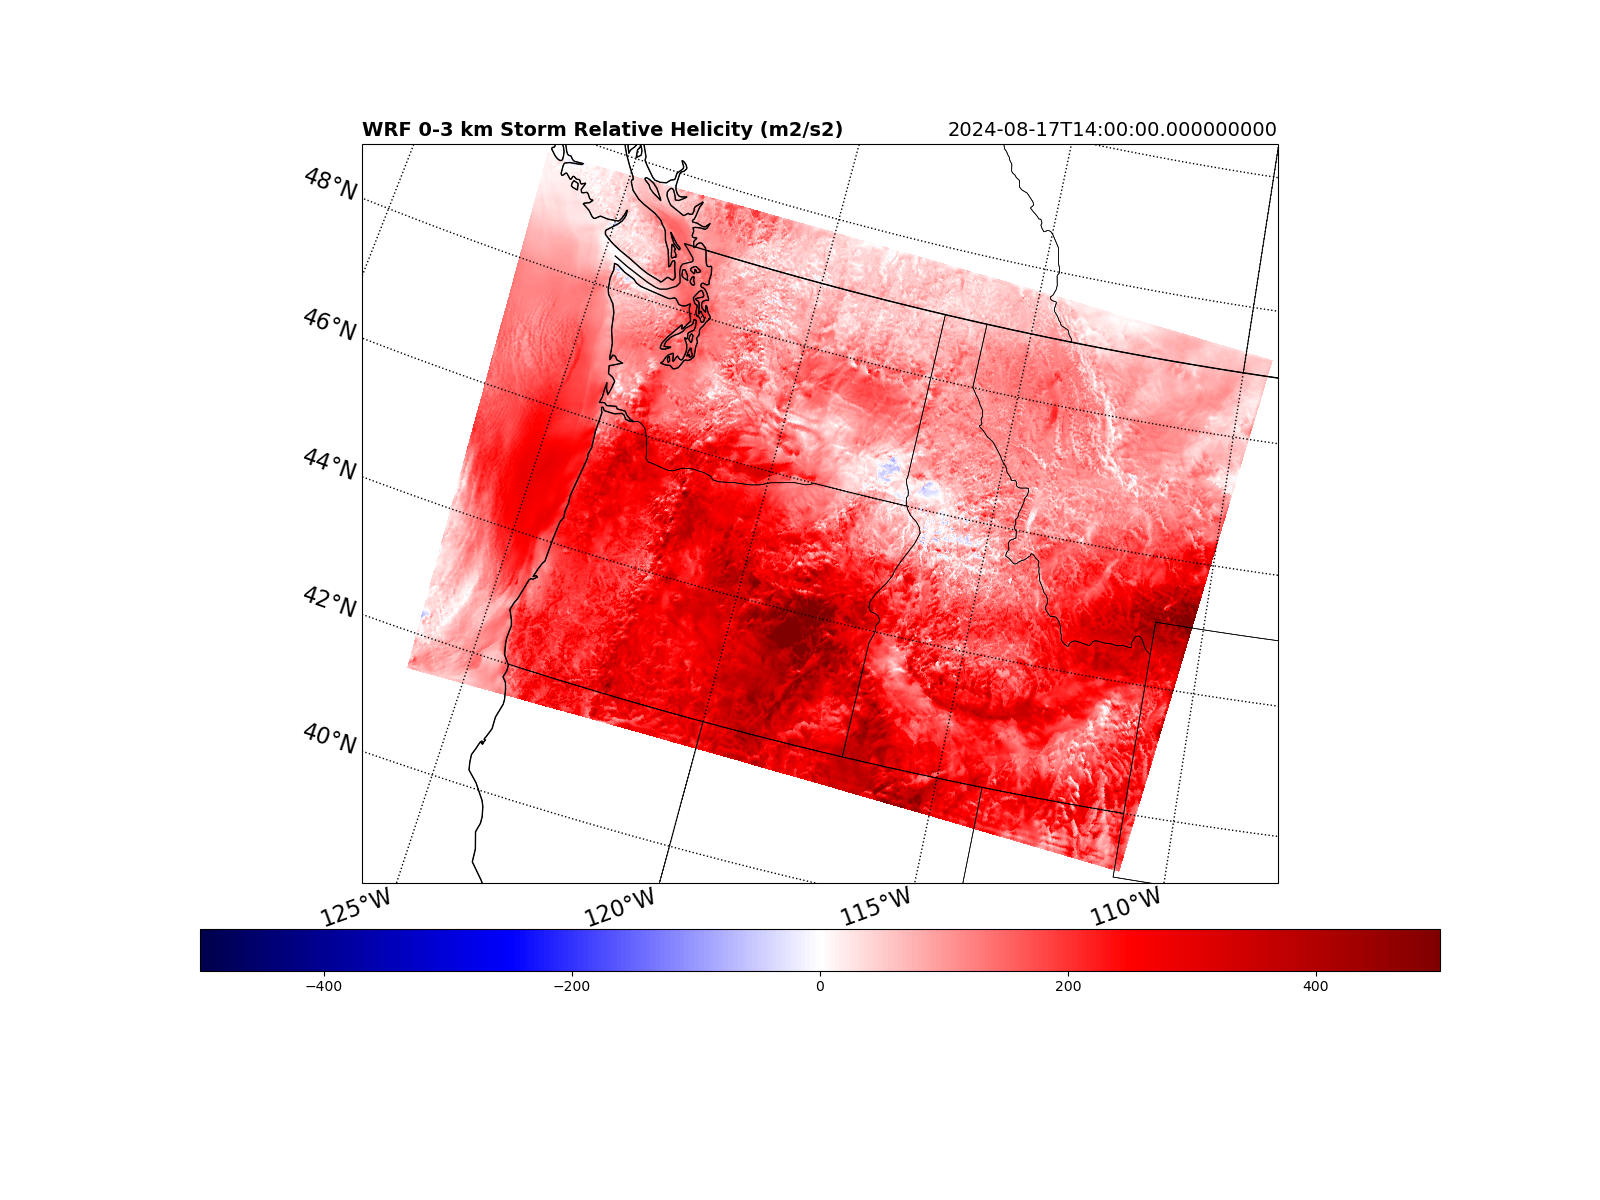 WRF 0-3 km Storm Relative Helicity (m2/s2) 2024-08-17T14:00:00.000000000
48°N
46°N
44°N
42°N
40°N
125°W 120°W 115°W 110°W
−400 −200 0 200 400